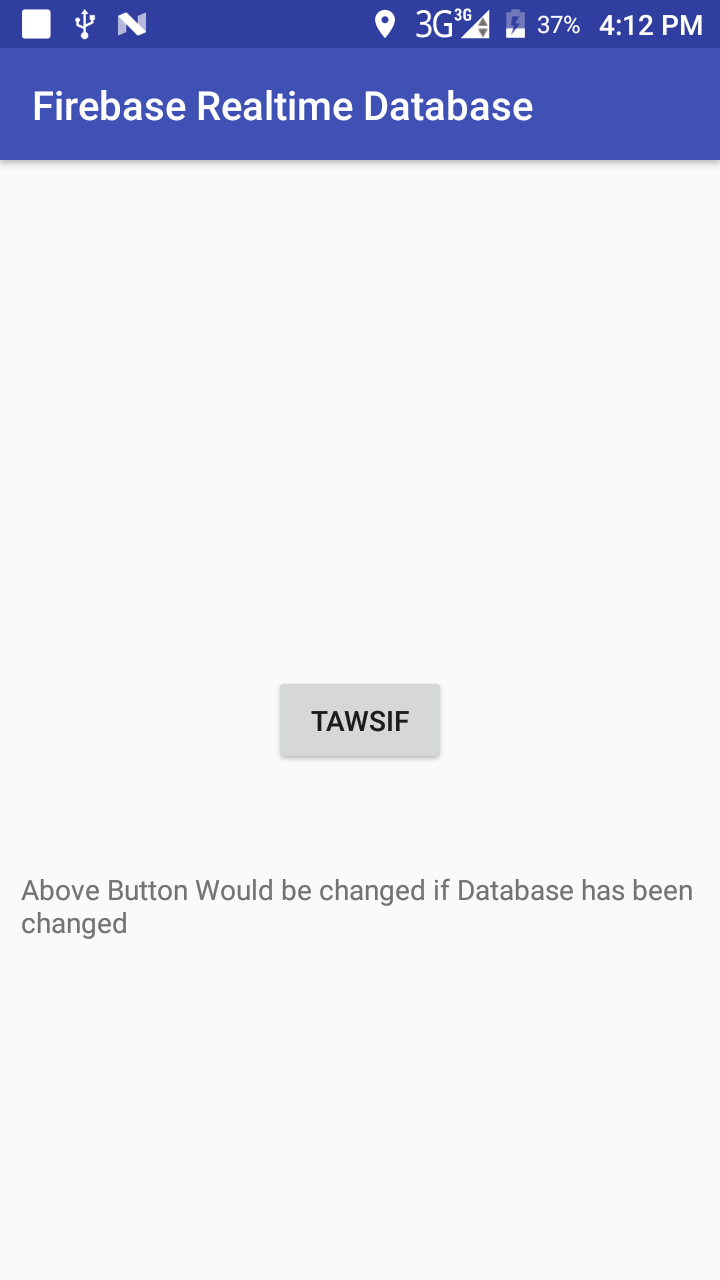 3G 3G 37% 4:12 PM
Firebase Realtime Database
TAWSIF
Above Button Would be changed if Database has been
changed